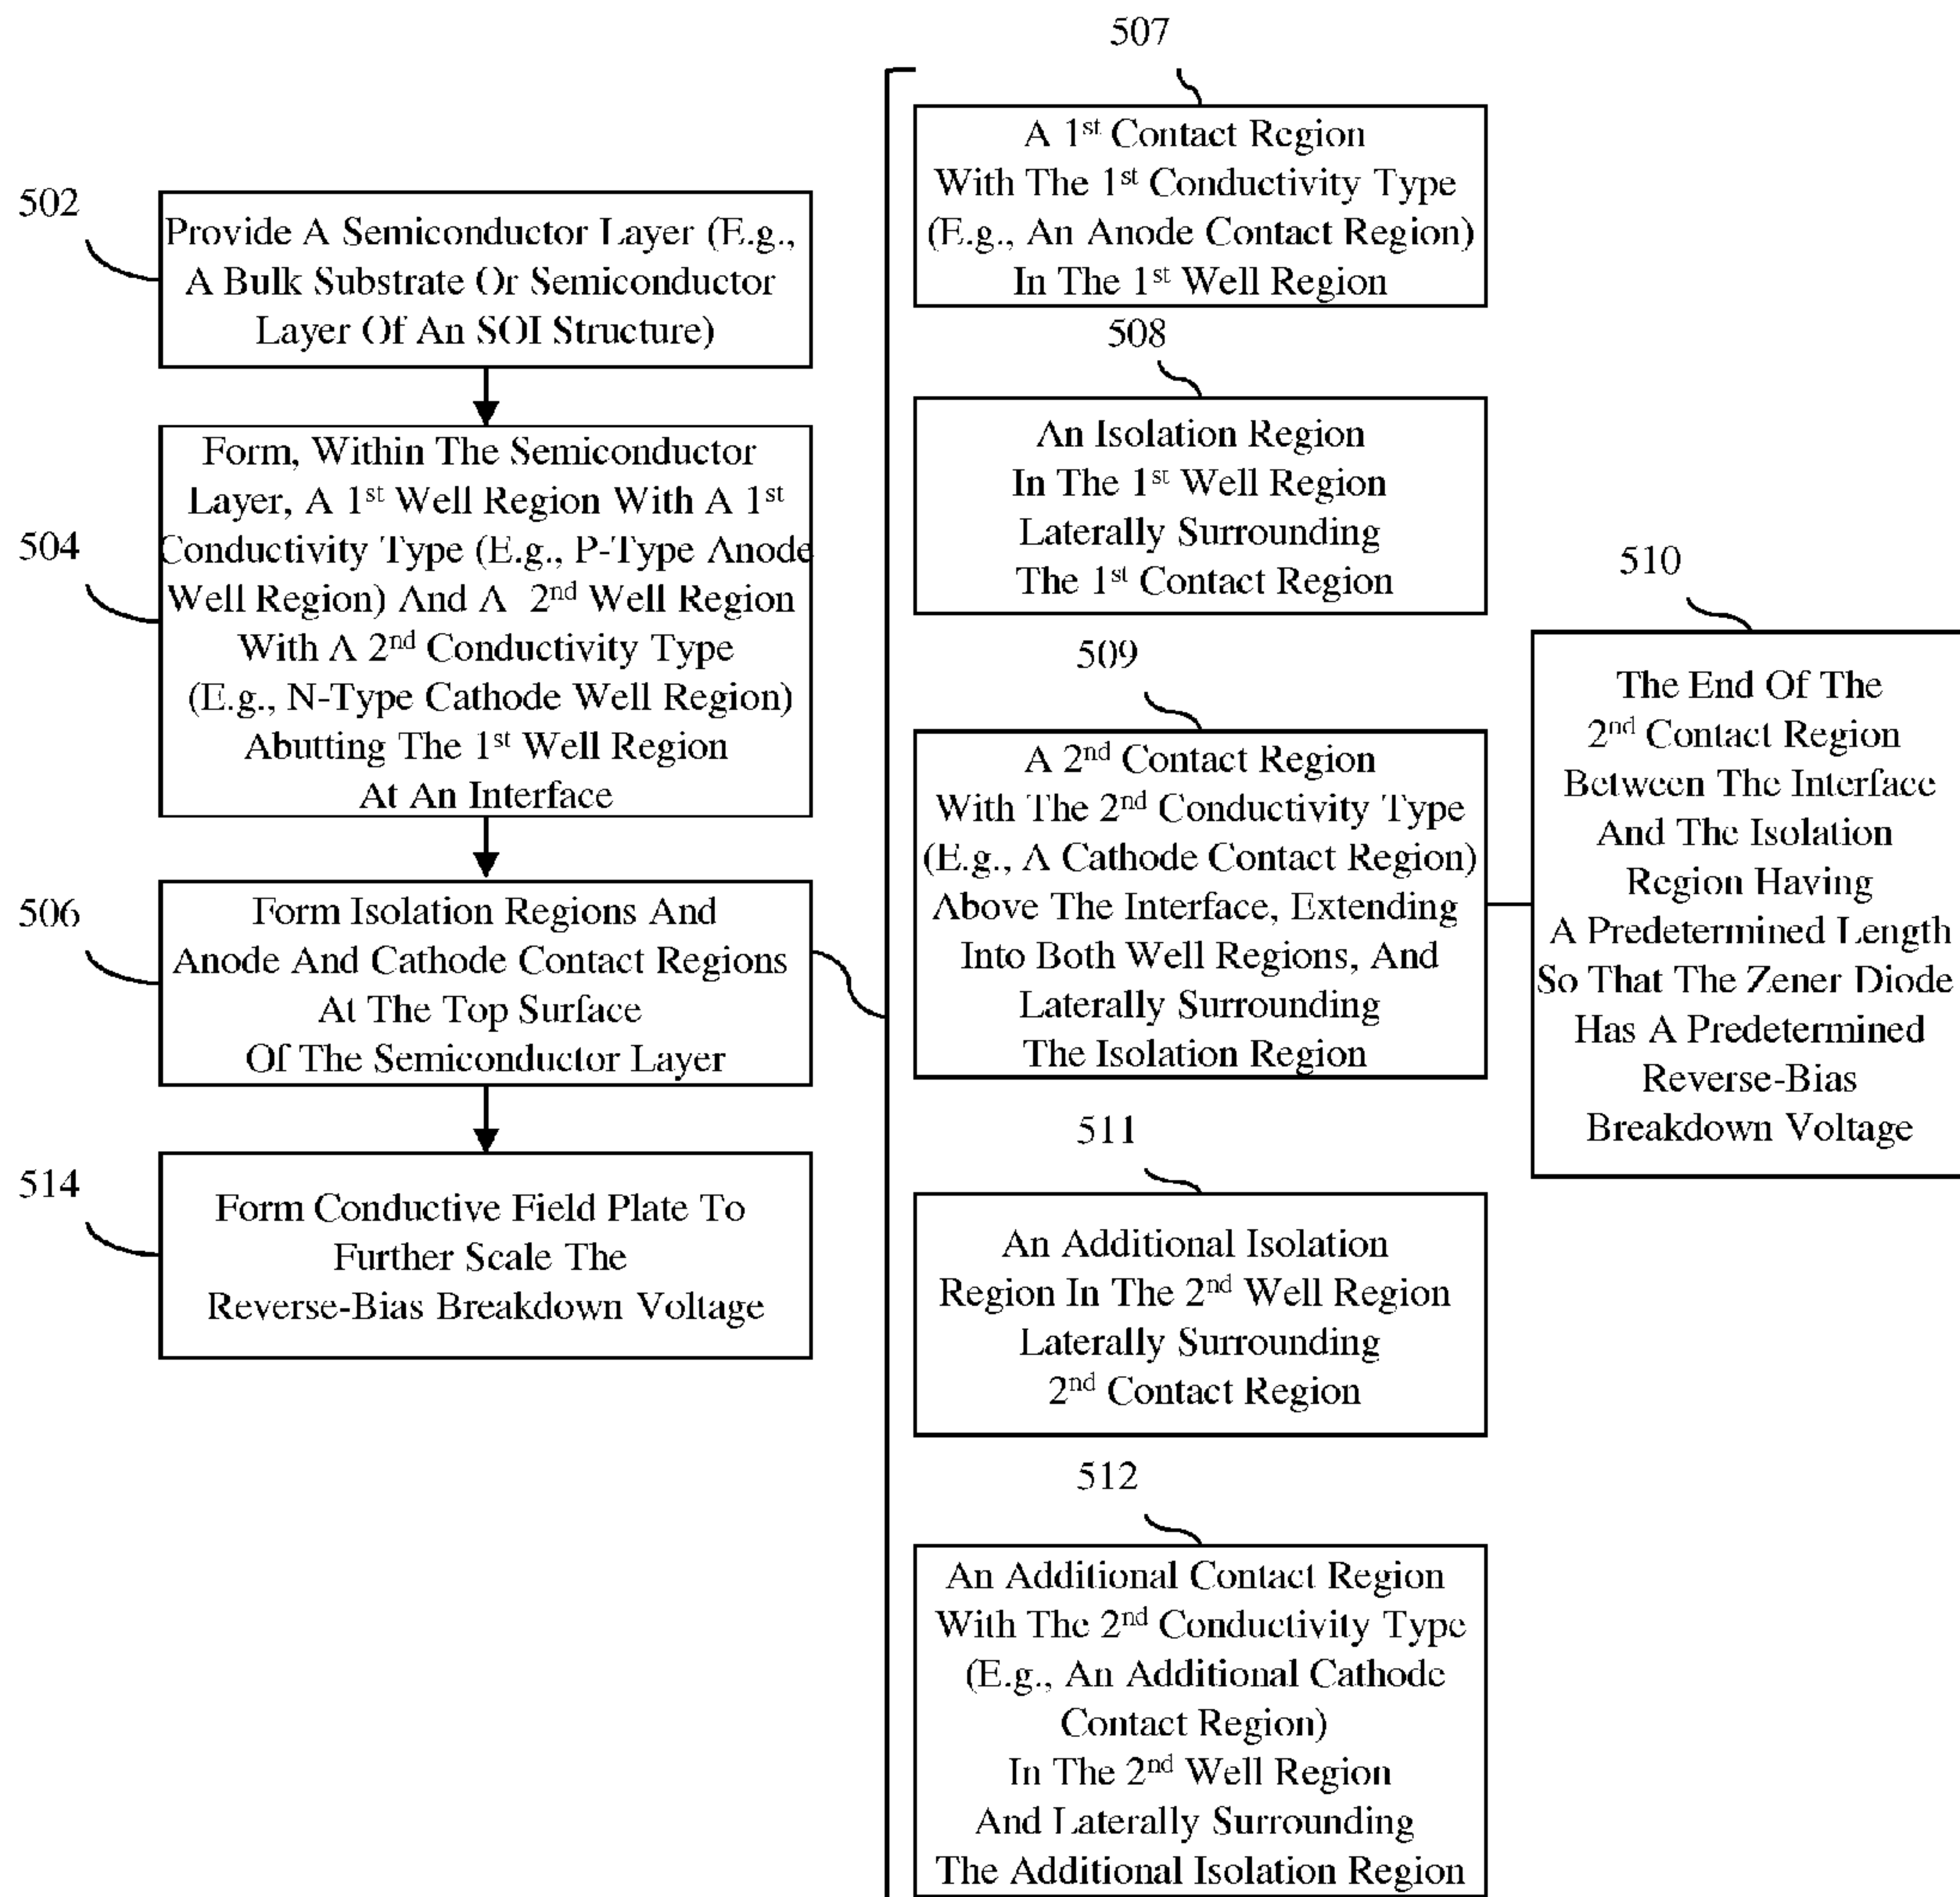 502
Provide A Semiconductor Layer (E.g.,
A Bulk Substrate Or Semiconductor
Layer Of An SOI Structure)
504
Form, Within The Semiconductor
Layer, A 1st Well Region With A 1st
Conductivity Type (E.g., P-Type Anode
Well Region) And A 2nd Well Region
With A 2nd Conductivity Type
(E.g., N-Type Cathode Well Region)
Abutting The 1st Well Region
At An Interface
506
Form Isolation Regions And
Anode And Cathode Contact Regions
At The Top Surface
Of The Semiconductor Layer
514
Form Conductive Field Plate To
Further Scale The
Reverse-Bias Breakdown Voltage
507
A 1st Contact Region
With The 1st Conductivity Type
(E.g., An Anode Contact Region)
In The 1st Well Region
508
An Isolation Region
In The 1st Well Region
Laterally Surrounding
The 1st Contact Region
509
A 2nd Contact Region
With The 2nd Conductivity Type
(E.g., A Cathode Contact Region)
Above The Interface, Extending
Into Both Well Regions, And
Laterally Surrounding
The Isolation Region
510
The End Of The
2nd Contact Region
Between The Interface
And The Isolation
Region Having
A Predetermined Length
So That The Zener Diode
Has A Predetermined
Reverse-Bias
Breakdown Voltage
511
An Additional Isolation
Region In The 2nd Well Region
Laterally Surrounding
2nd Contact Region
512
An Additional Contact Region
With The 2nd Conductivity Type
(E.g., An Additional Cathode
Contact Region)
In The 2nd Well Region
And Laterally Surrounding
The Additional Isolation Region